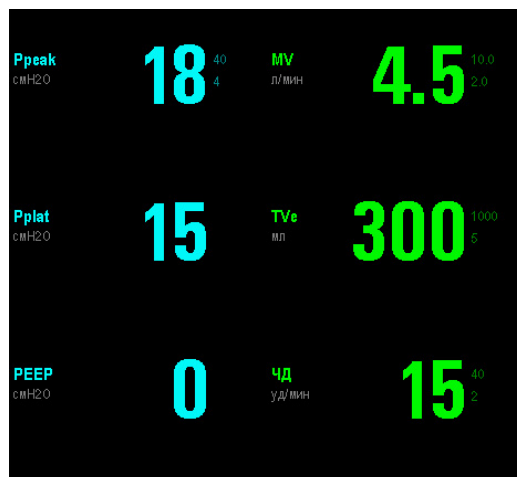 Ppeak 18 40 MV 4.5 10.0
смН2О 4 л/мин 2.0
Pplat 15 TVe 300 1000
смН2О мл 5
PEEP 0 ЧД 15 40
смН2О уд/мин 2